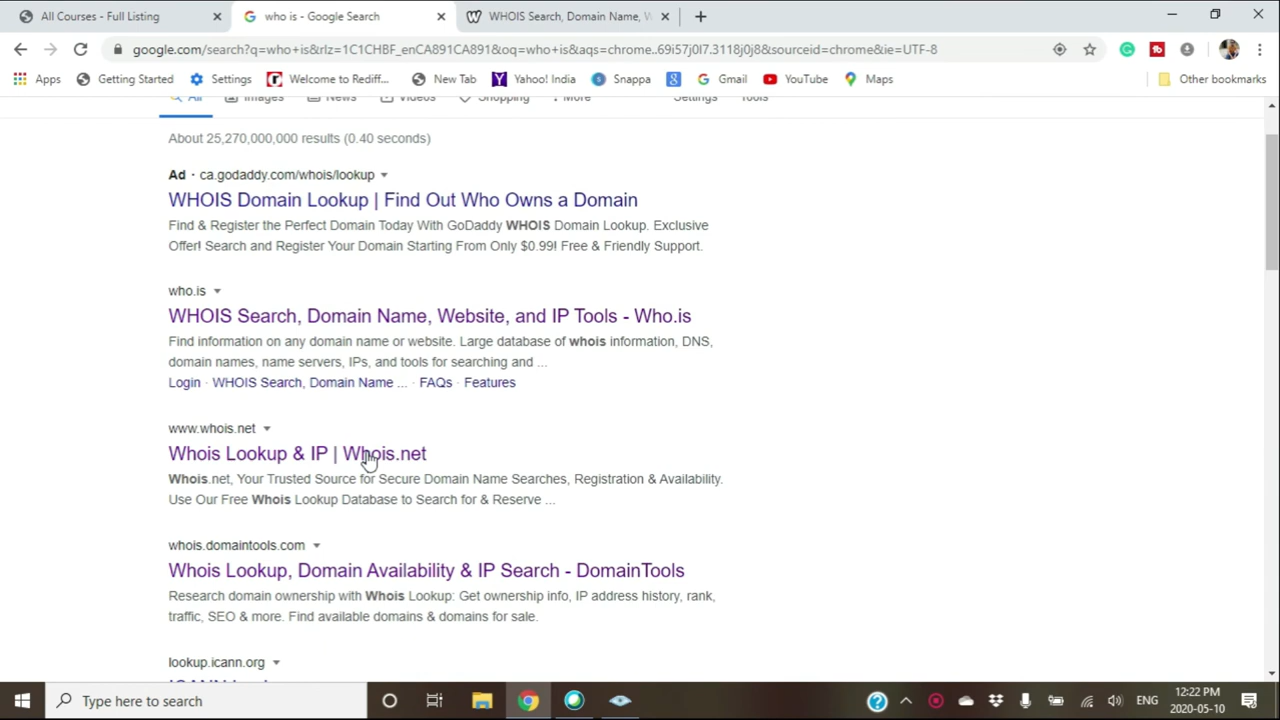 All Courses - Full Listing
who is - Google Search
WHOIS Search, Domain Name, W
google.com/search?q=who+is&rlz=1C1CHBF_enCA891CA891&oq=who+is&aqs=chrome..69i57j0l7.3118j0j8&sourceid=chrome&ie=UTF-8
Apps Getting Started Settings Welcome to Rediff... New Tab Yahoo! India Snappa Gmail YouTube Maps Other bookmarks
All Images News Videos Shopping More Settings Tools
About 25,270,000,000 results (0.40 seconds)
Ad · ca.godaddy.com/whois/lookup
WHOIS Domain Lookup | Find Out Who Owns a Domain
Find & Register the Perfect Domain Today With GoDaddy WHOIS Domain Lookup. Exclusive
Offer! Search and Register Your Domain Starting From Only $0.99! Free & Friendly Support.
who.is
WHOIS Search, Domain Name, Website, and IP Tools - Who.is
Find information on any domain name or website. Large database of whois information, DNS,
domain names, name servers, IPs, and tools for searching and ...
Login · WHOIS Search, Domain Name ... · FAQs · Features
www.whois.net
Whois Lookup & IP | Whois.net
Whois.net, Your Trusted Source for Secure Domain Name Searches, Registration & Availability.
Use Our Free Whois Lookup Database to Search for & Reserve ...
whois.domaintools.com
Whois Lookup, Domain Availability & IP Search - DomainTools
Research domain ownership with Whois Lookup: Get ownership info, IP address history, rank,
traffic, SEO & more. Find available domains & domains for sale.
lookup.icann.org
Type here to search
ENG
12:22 PM
2020-05-10